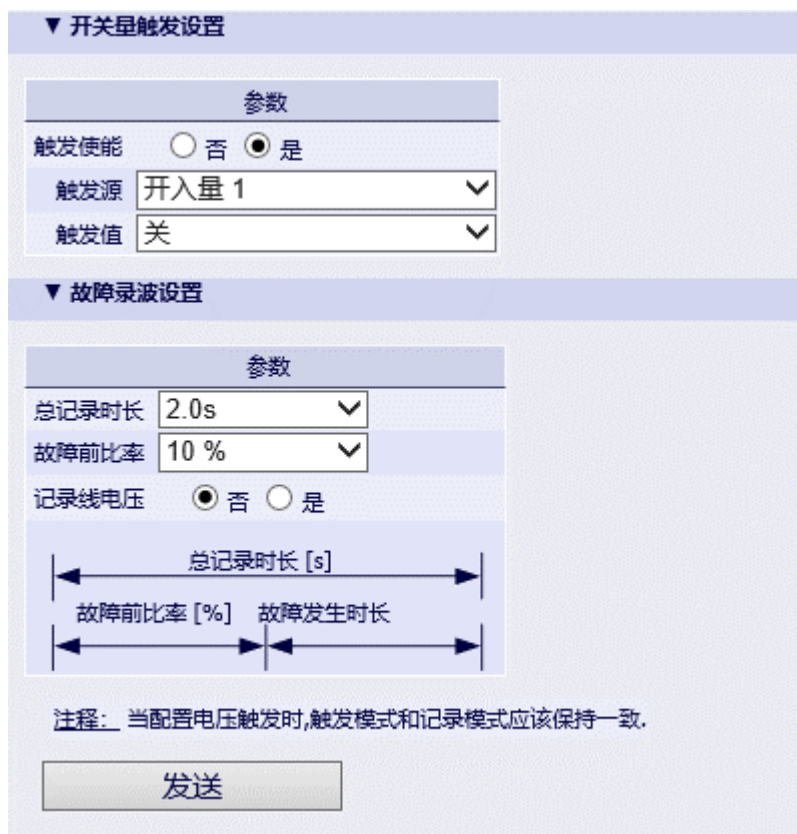 ▼ 开关量触发设置
参数
触发使能 否 是
触发源 开入量 1
触发值 关
▼ 故障录波设置
参数
总记录时长 2.0s
故障前比率 10 %
记录线电压 否 是
总记录时长 [s]
故障前比率 [%] 故障发生时长
注释: 当配置电压触发时,触发模式和记录模式应该保持一致.
发送